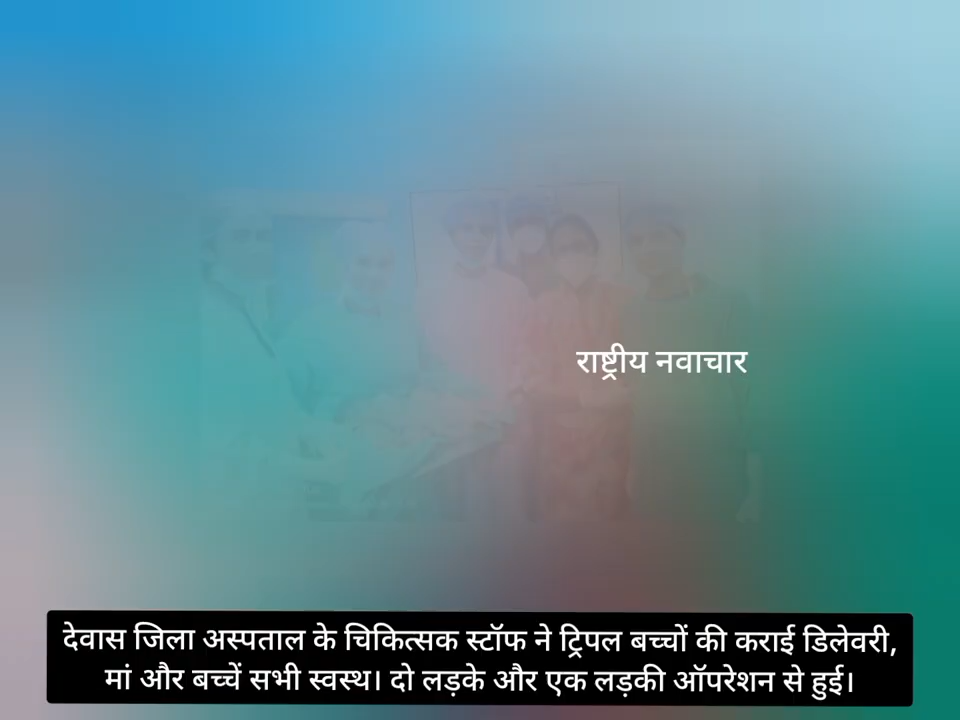 राष्ट्रीय नवाचार
देवास जिला अस्पताल के चिकित्सक स्टॉफ ने ट्रिपल बच्चों की कराई डिलेवरी,
मां और बच्चें सभी स्वस्थ। दो लड़के और एक लड़की ऑपरेशन से हुई।